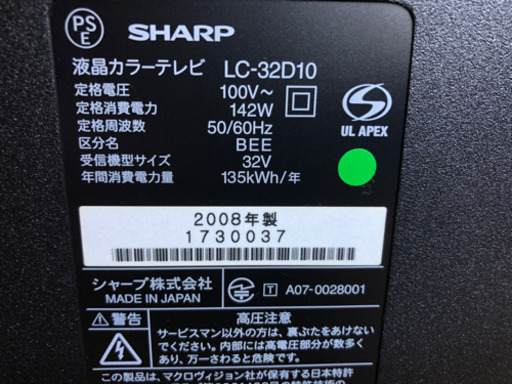 PS
E
SHARP
液晶カラーテレビ LC-32D10
定格電圧 100V~
定格消費電力 142W
定格周波数 50/60Hz
区分名 BEE
受信機型サイズ 32V
年間消費電力量 135kWh/年
UL APEX
2008年製
1730037
シャープ株式会社
MADE IN JAPAN
T A07-0028001
警告 高圧注意
サービスマン以外の方は、裏ぶたをあけない
でください。内部には高電圧部分が数多く
あり、万一さわると危険です。
この製品は、マクロヴィジョン社が保有する日本特許